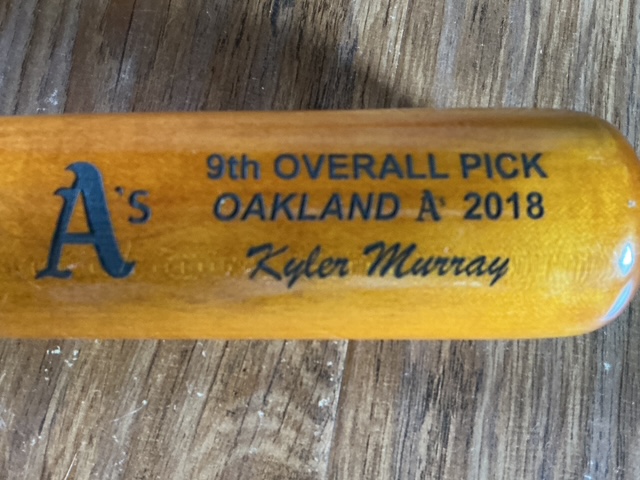 A's
9th OVERALL PICK
OAKLAND A's 2018
Kyler Murray